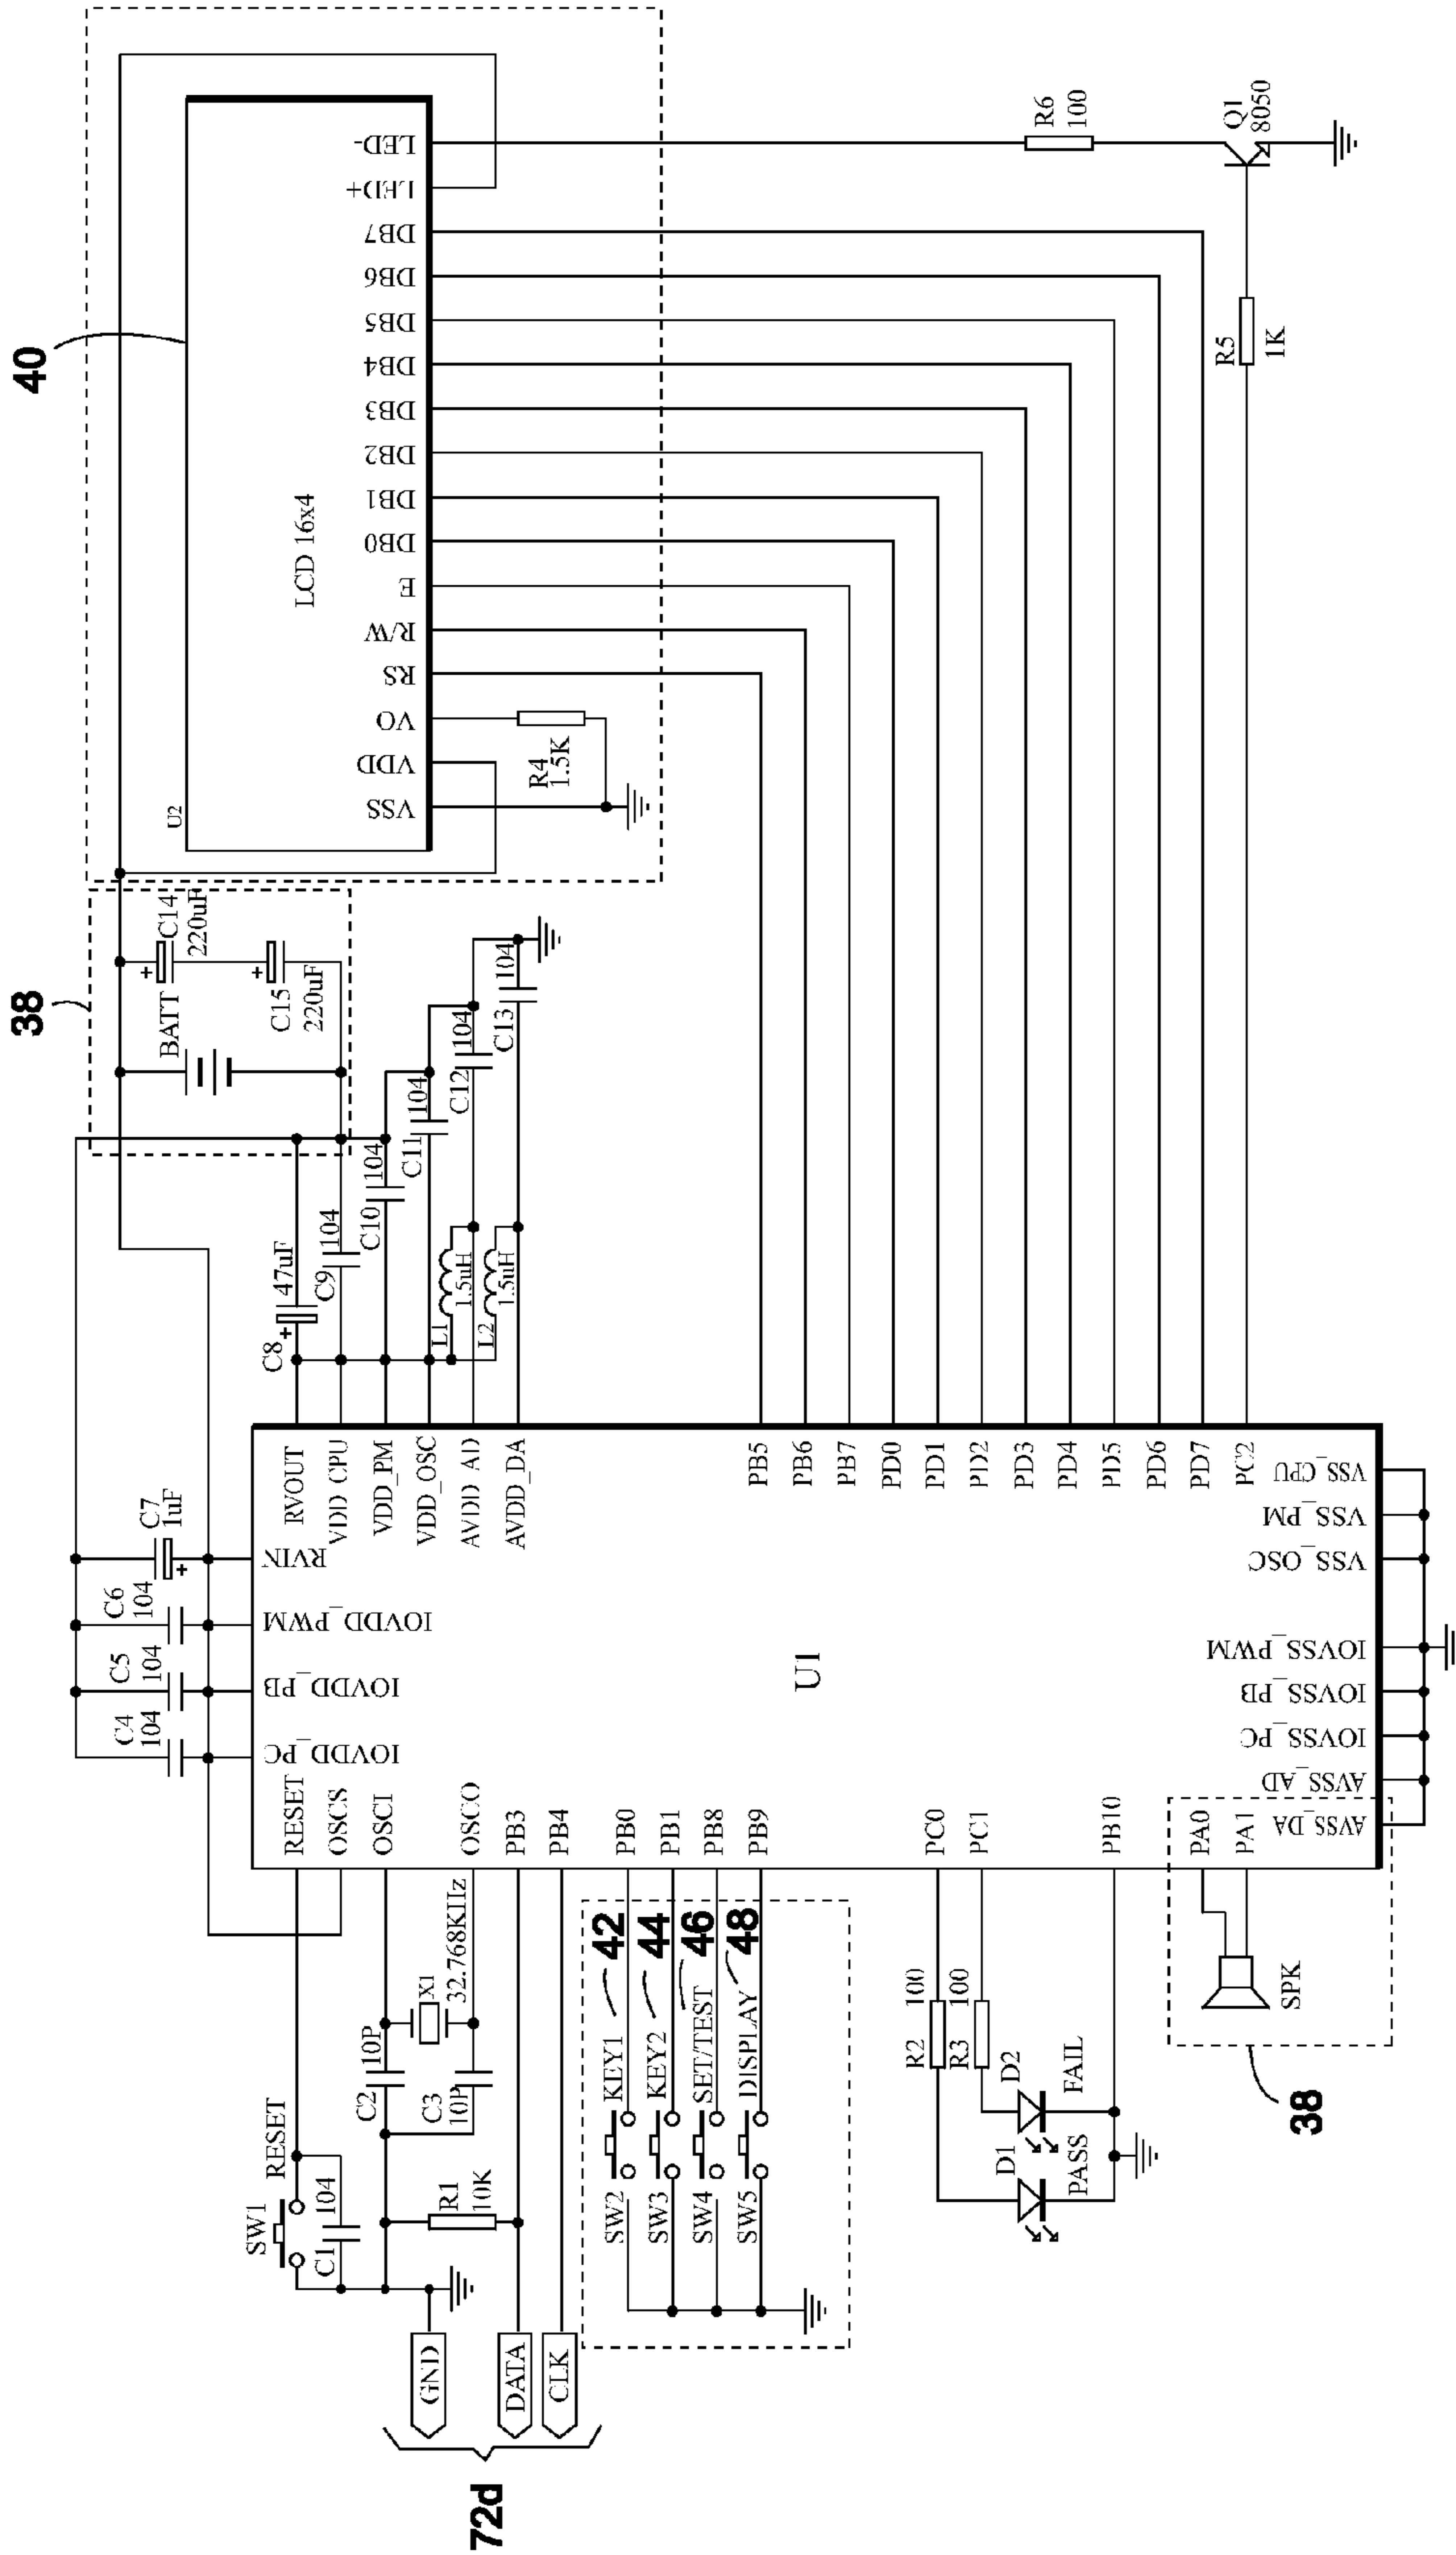 72d
GND
DATA
CLK
SW1
RESET
C1
104
R1
10K
C2
10P
C3
10P
X1
32.768KHz
SW2
KEY1
42
SW3
KEY2
44
SW4
SET/TEST
46
SW5
DISPLAY
48
D1
PASS
D2
FAIL
R2
100
R3
100
SPK
38
RESET
OSCS
OSCI
OSCO
PB3
PB4
PB0
PB1
PB8
PB9
PC0
PC1
PB10
PA0
PA1
U1
IOVDD_PC
IOVDD_PB
IOVDD_PWM
RVIN
C4
104
C5
104
C6
104
C7
1uF
AVSS_DA
AVSS_AD
IOVSS_PC
IOVSS_PB
IOVSS_PWM
VSS_OSC
VSS_PM
VSS_CPU
RVOUT
VDD_CPU
VDD_PM
VDD_OSC
AVDD_AD
AVDD_DA
PB5
PB6
PB7
PD0
PD1
PD2
PD3
PD4
PD5
PD6
PD7
PC2
C8
47uF
C9
104
C10
104
C11
104
C12
104
C13
104
L1
1.5uH
L2
1.5uH
38
BATT
C14
220uF
C15
220uF
40
U2
LCD 16x4
VSS
VDD
VO
RS
R/W
E
DB0
DB1
DB2
DB3
DB4
DB5
DB6
DB7
LED+
LED-
R4
1.5K
R5
1K
R6
100
Q1
8050